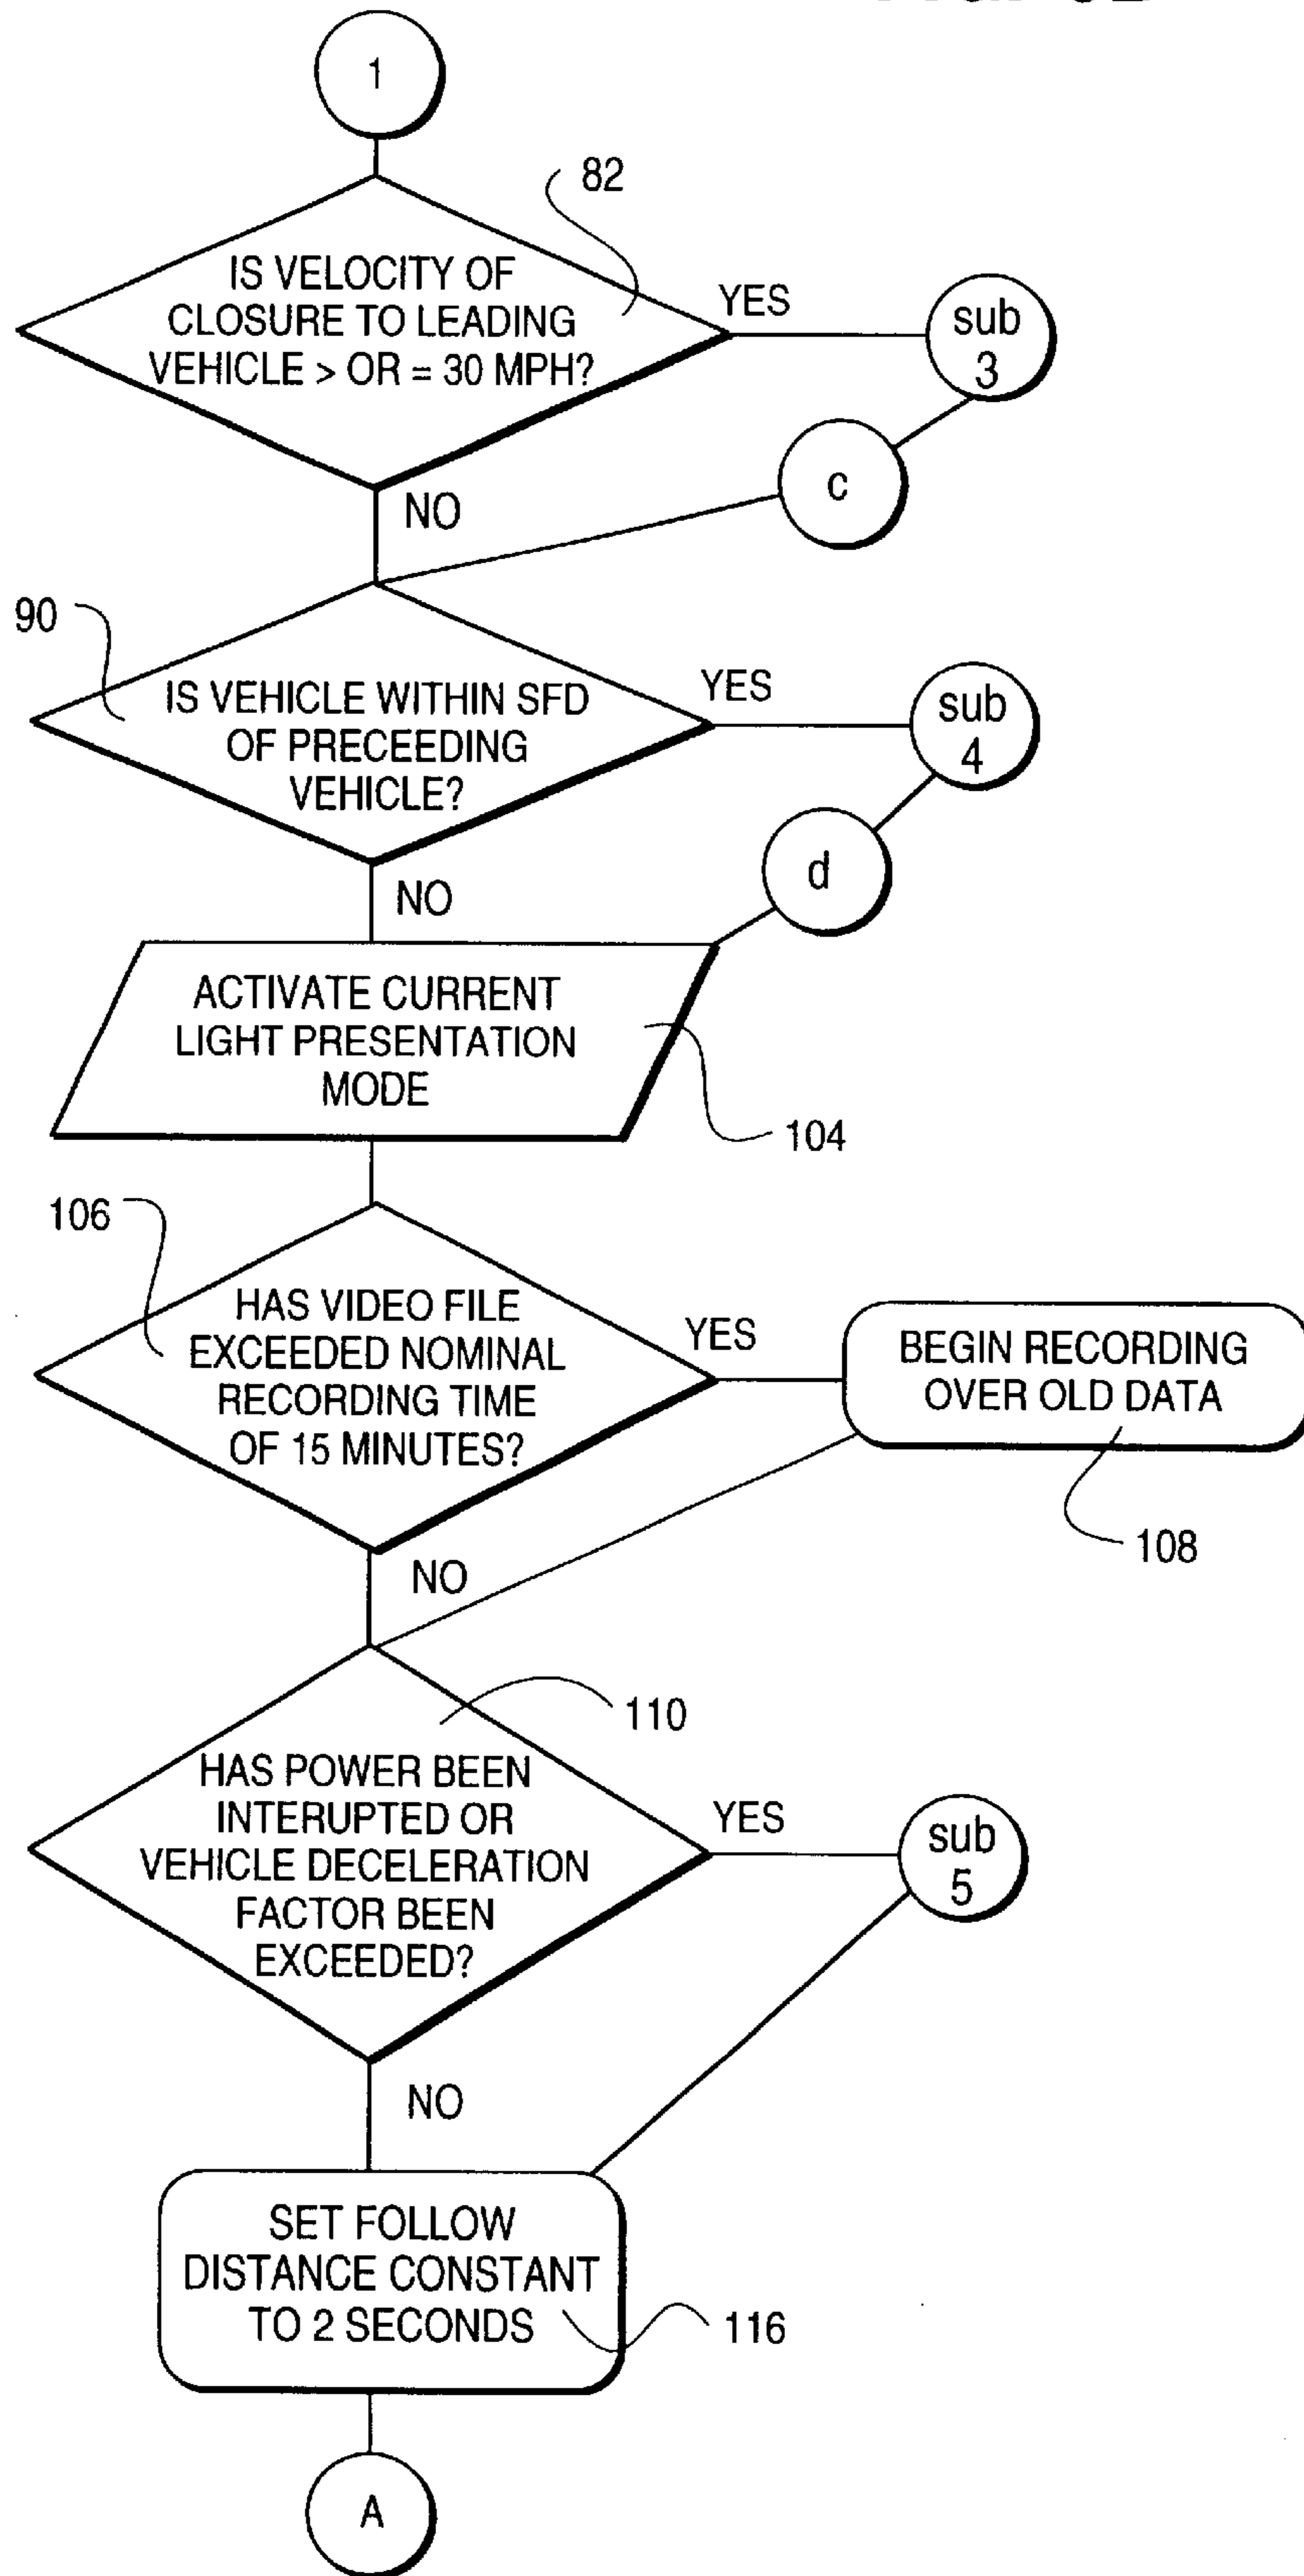 1
82
IS VELOCITY OF
CLOSURE TO LEADING
VEHICLE > OR = 30 MPH?
YES
sub
3
c
NO
90
IS VEHICLE WITHIN SFD
OF PRECEEDING
VEHICLE?
YES
sub
4
d
NO
ACTIVATE CURRENT
LIGHT PRESENTATION
MODE
104
106
HAS VIDEO FILE
EXCEEDED NOMINAL
RECORDING TIME
OF 15 MINUTES?
YES
BEGIN RECORDING
OVER OLD DATA
108
NO
110
HAS POWER BEEN
INTERUPTED OR
VEHICLE DECELERATION
FACTOR BEEN
EXCEEDED?
YES
sub
5
NO
SET FOLLOW
DISTANCE CONSTANT
TO 2 SECONDS
116
A